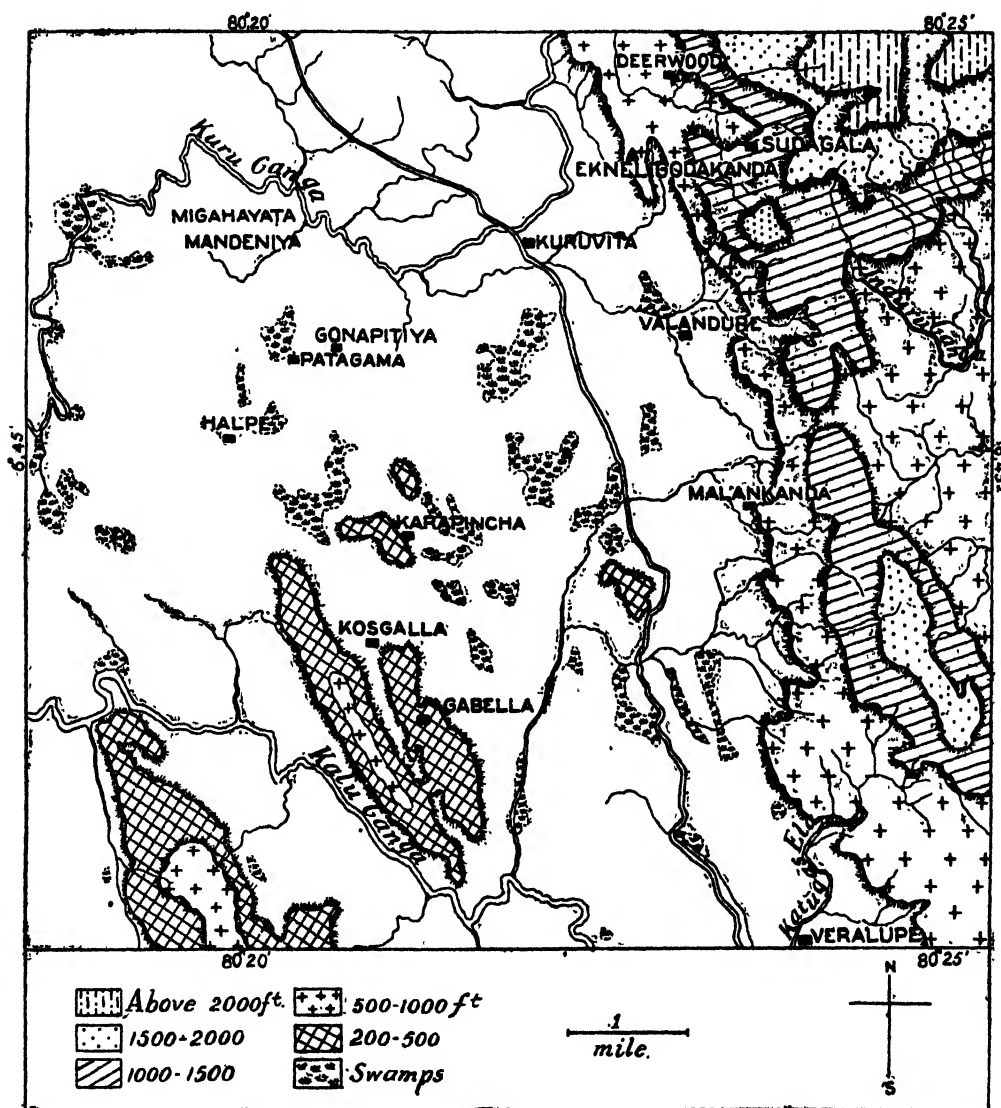 80°20' 80°25'
DEERWOOD
Kuru Ganga
SUDAGALA
EKNELIGODAKANDA
MIGAHAYATA
MANDENIYA
KURUVITA
VALANDURE
GONAPITIYA
PATAGAMA
HALPE
6°45'
MALANKANDA
KARAPINCHA
KOSGALLA
GABELLA
Kalu Ganga
Katugas Ella
VERALUPE
80°20' 80°25'
N
S
Above 2000ft.
1500-2000
1000-1500
500-1000 ft
200-500
Swamps
1
mile.